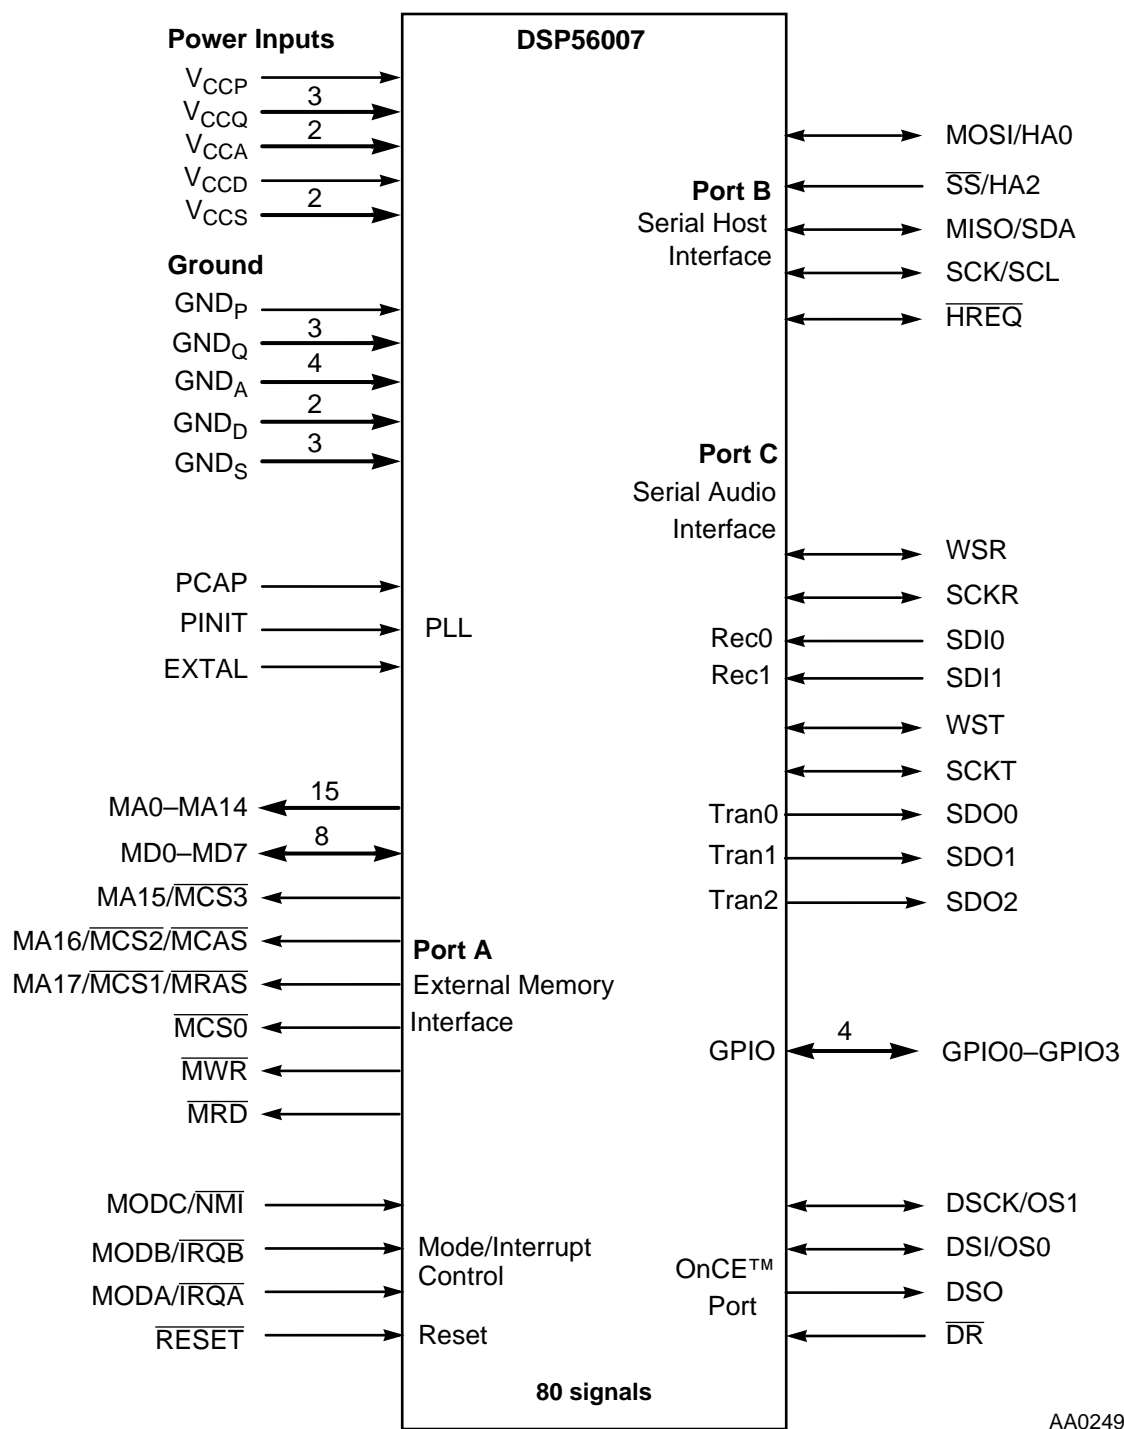 DSP56007
Power Inputs
VCCP
VCCQ 3
VCCA 2
VCCD
VCCS 2
Ground
GNDP
GNDQ 3
GNDA 4
GNDD 2
GNDS 3
PCAP
PINIT
EXTAL
PLL
MA0–MA14 15
MD0–MD7 8
MA15/MCS3
MA16/MCS2/MCAS
MA17/MCS1/MRAS
MCS0
MWR
MRD
Port A
External Memory
Interface
MODC/NMI
MODB/IRQB
MODA/IRQA
RESET
Mode/Interrupt
Control
Reset
Port B
Serial Host
Interface
MOSI/HA0
SS/HA2
MISO/SDA
SCK/SCL
HREQ
Port C
Serial Audio
Interface
WSR
SCKR
Rec0 SDI0
Rec1 SDI1
WST
SCKT
Tran0 SDO0
Tran1 SDO1
Tran2 SDO2
GPIO 4 GPIO0–GPIO3
OnCE™
Port
DSCK/OS1
DSI/OS0
DSO
DR
80 signals
AA0249